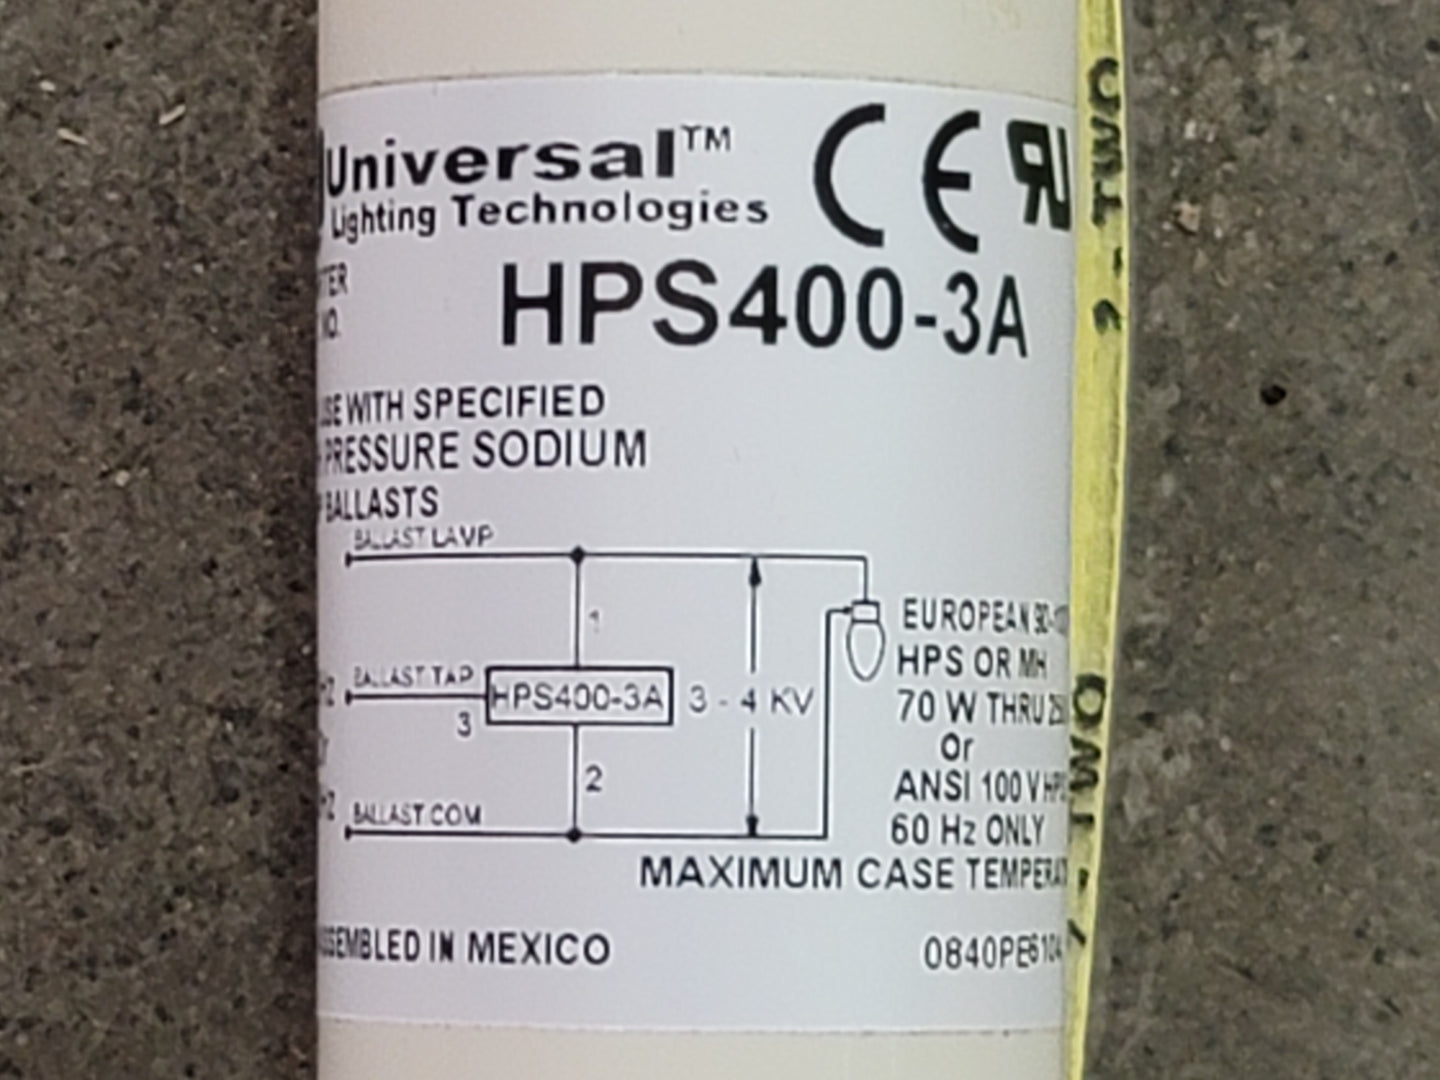 Universal™
Lighting Technologies
CE
HPS400-3A
WITH SPECIFIED
PRESSURE SODIUM
BALLASTS
BALLAST LAMP
1
BALLAST TAP
HPS400-3A
3 - 4 KV
3
2
BALLAST COM
EUROPEAN
HPS OR MH
70 W THRU
Or
ANSI 100 V
60 Hz ONLY
MAXIMUM CASE
IN MEXICO
2 - TWO
TWO